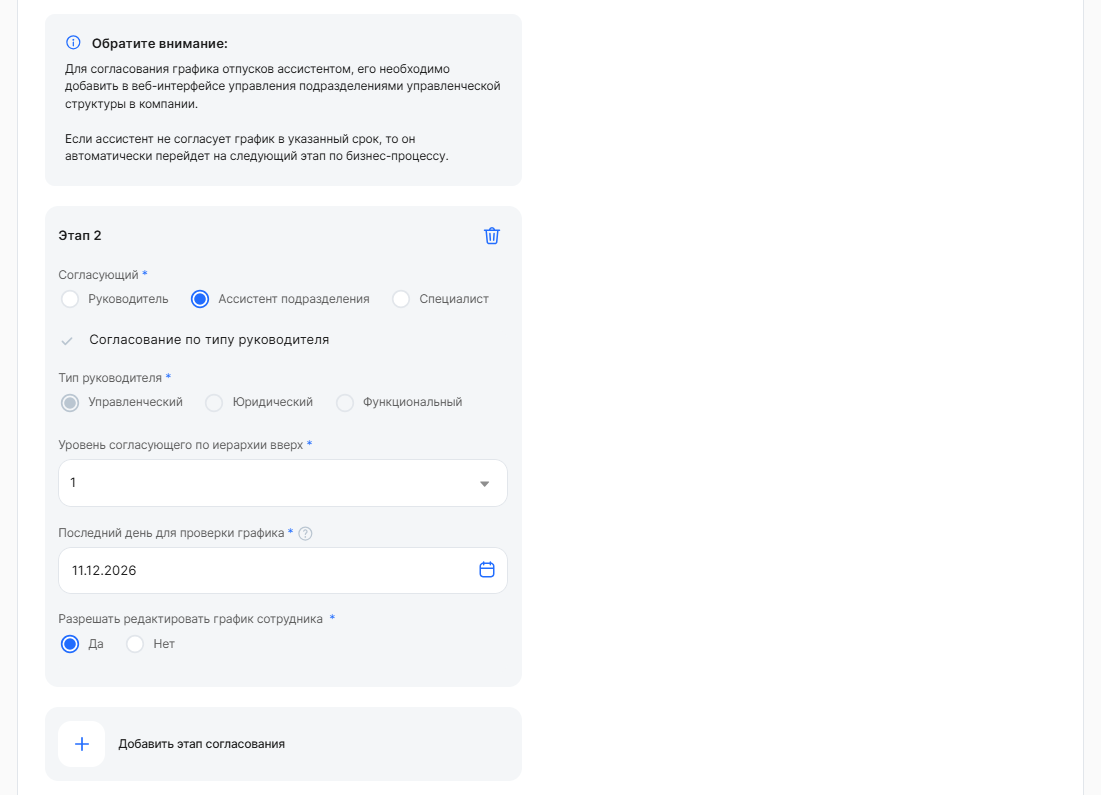 Обратите внимание:
Для согласования графика отпусков ассистентом, его необходимо
добавить в веб-интерфейсе управления подразделениями управленческой
структуры в компании.
Если ассистент не согласует график в указанный срок, то он
автоматически перейдет на следующий этап по бизнес-процессу.
Этап 2
Согласующий *
Руководитель Ассистент подразделения Специалист
Согласование по типу руководителя
Тип руководителя *
Управленческий Юридический Функциональный
Уровень согласующего по иерархии вверх *
1
Последний день для проверки графика * ?
11.12.2026
Разрешать редактировать график сотрудника *
Да Нет
Добавить этап согласования